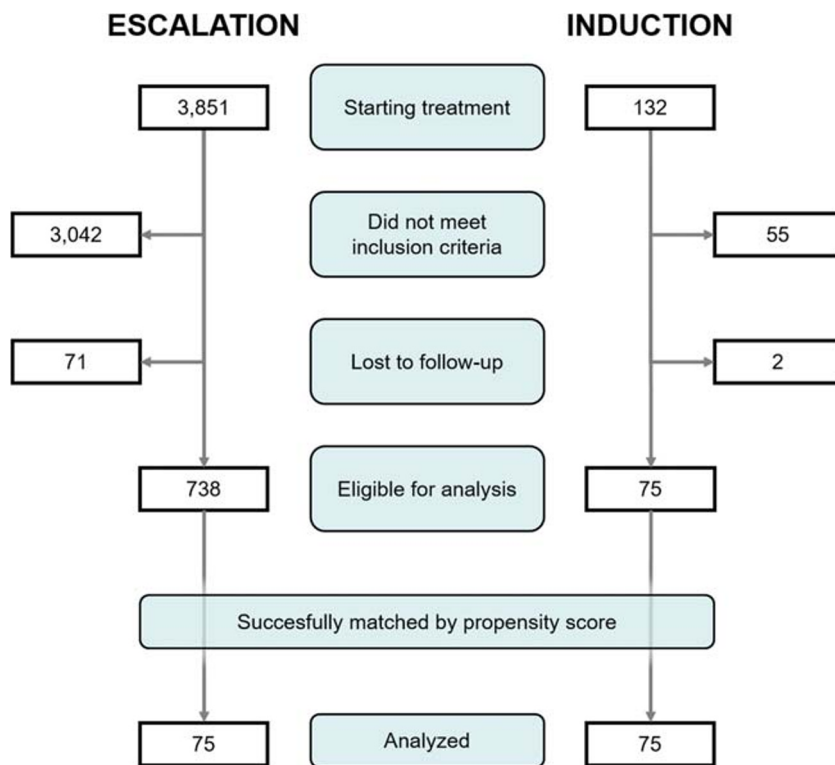 ESCALATION INDUCTION
3,851 Starting treatment 132
Did not meet
inclusion criteria
3,042 55
71 Lost to follow-up 2
738 Eligible for analysis 75
Succesfully matched by propensity score
75 Analyzed 75